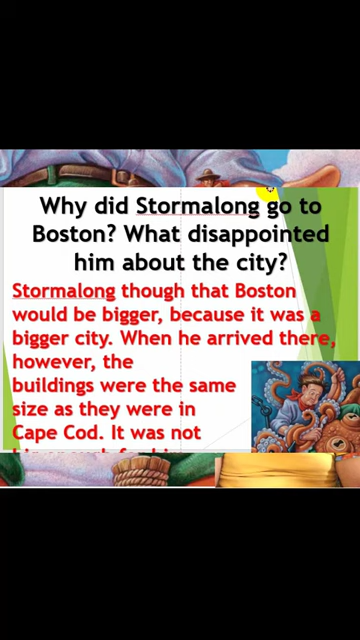 Why did Stormalong go to
Boston? What disappointed
him about the city?
Stormalong though that Boston
would be bigger, because it was a
bigger city. When he arrived there,
however, the
buildings were the same
size as they were in
Cape Cod. It was not